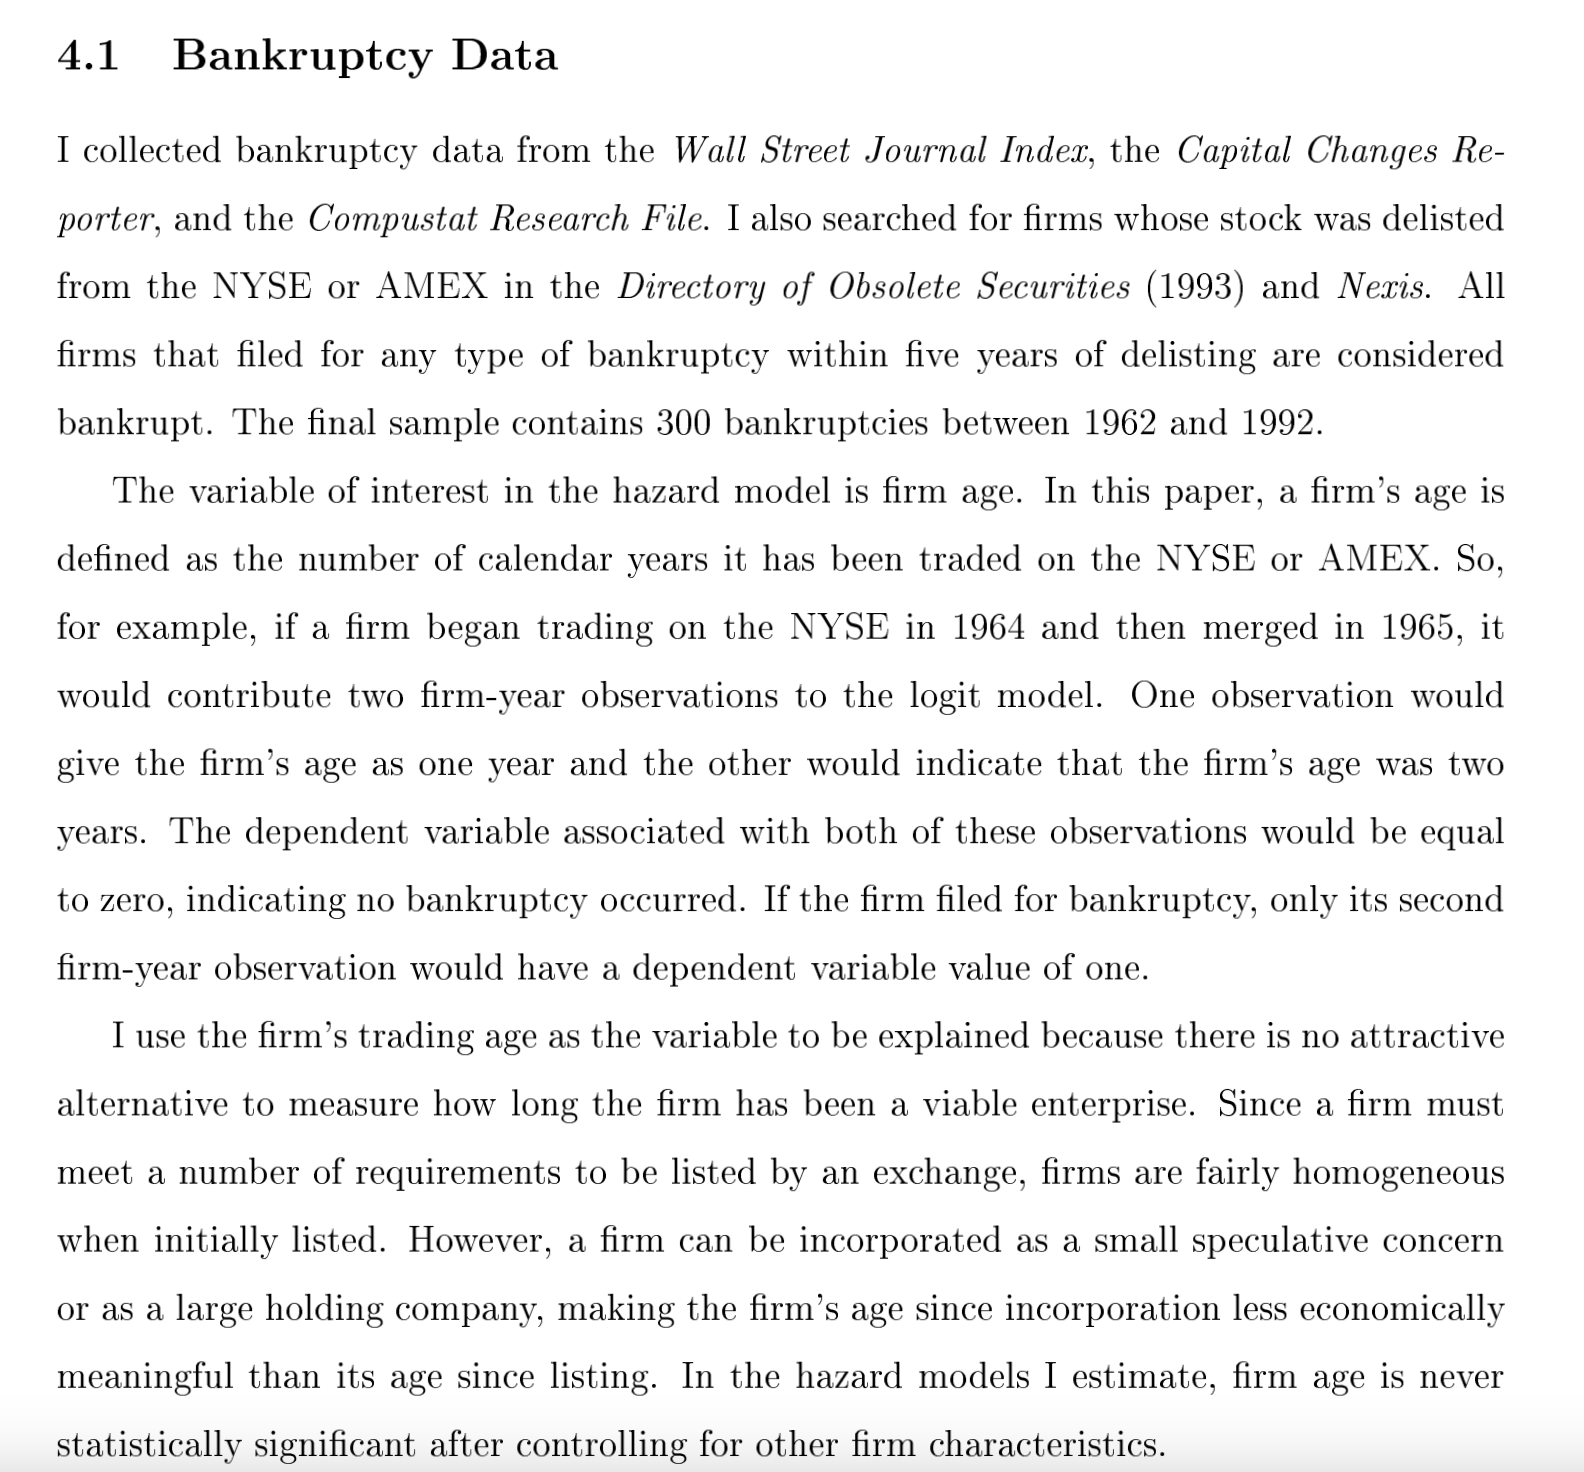 4.1 Bankruptcy Data
I collected bankruptcy data from the Wall Street Journal Index, the Capital Changes Re-
porter, and the Compustat Research File. I also searched for firms whose stock was delisted
from the NYSE or AMEX in the Directory of Obsolete Securities (1993) and Nexis. All
firms that filed for any type of bankruptcy within five years of delisting are considered
bankrupt. The final sample contains 300 bankruptcies between 1962 and 1992.
The variable of interest in the hazard model is firm age. In this paper, a firm's age is
defined as the number of calendar years it has been traded on the NYSE or AMEX. So,
for example, if a firm began trading on the NYSE in 1964 and then merged in 1965, it
would contribute two firm-year observations to the logit model. One observation would
give the firm's age as one year and the other would indicate that the firm's age was two
years. The dependent variable associated with both of these observations would be equal
to zero, indicating no bankruptcy occurred. If the firm filed for bankruptcy, only its second
firm-year observation would have a dependent variable value of one.
I use the firm's trading age as the variable to be explained because there is no attractive
alternative to measure how long the firm has been a viable enterprise. Since a firm must
meet a number of requirements to be listed by an exchange, firms are fairly homogeneous
when initially listed. However, a firm can be incorporated as a small speculative concern
or as a large holding company, making the firm's age since incorporation less economically
meaningful than its age since listing. In the hazard models I estimate, firm age is never
statistically significant after controlling for other firm characteristics.